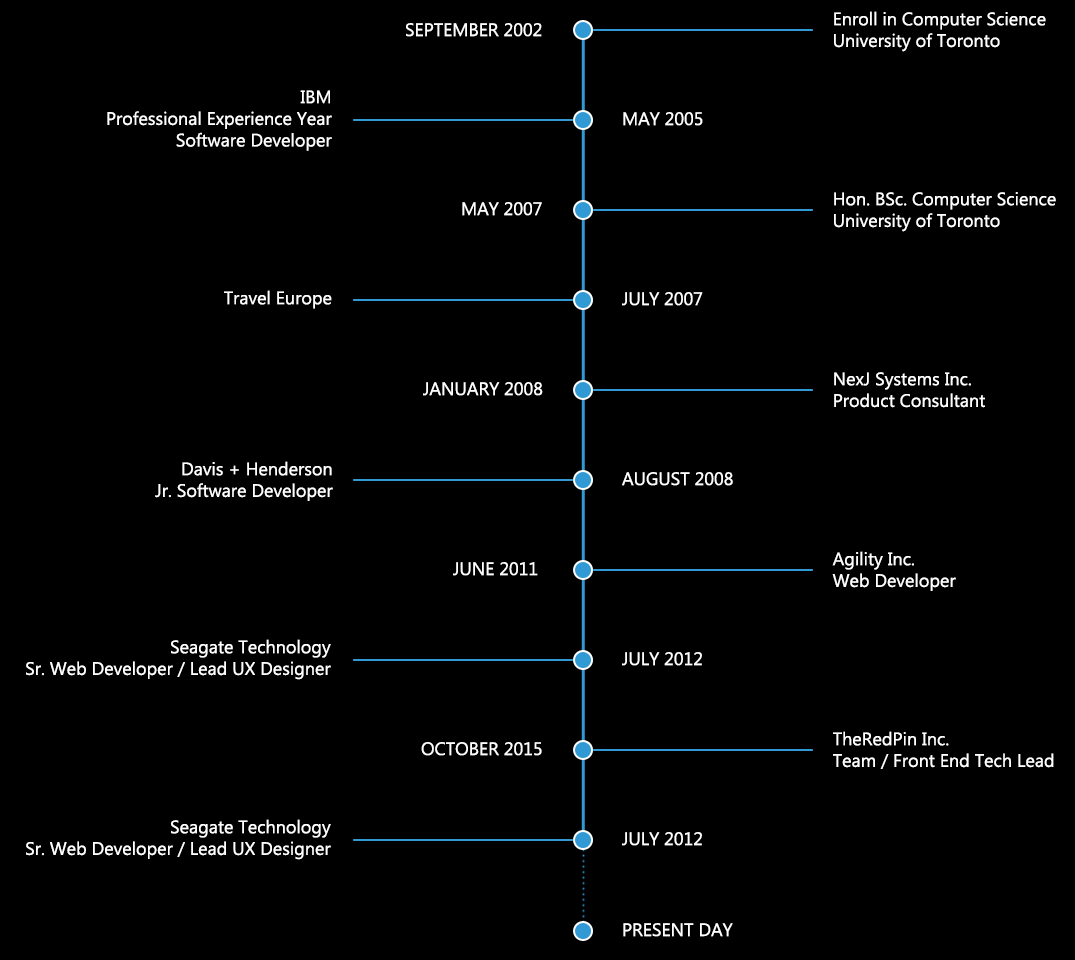 SEPTEMBER 2002
Enroll in Computer Science
University of Toronto
IBM
Professional Experience Year
Software Developer
MAY 2005
MAY 2007
Hon. BSc. Computer Science
University of Toronto
Travel Europe
JULY 2007
JANUARY 2008
NexJ Systems Inc.
Product Consultant
Davis + Henderson
Jr. Software Developer
AUGUST 2008
JUNE 2011
Agility Inc.
Web Developer
Seagate Technology
Sr. Web Developer / Lead UX Designer
JULY 2012
OCTOBER 2015
TheRedPin Inc.
Team / Front End Tech Lead
Seagate Technology
Sr. Web Developer / Lead UX Designer
JULY 2012
PRESENT DAY